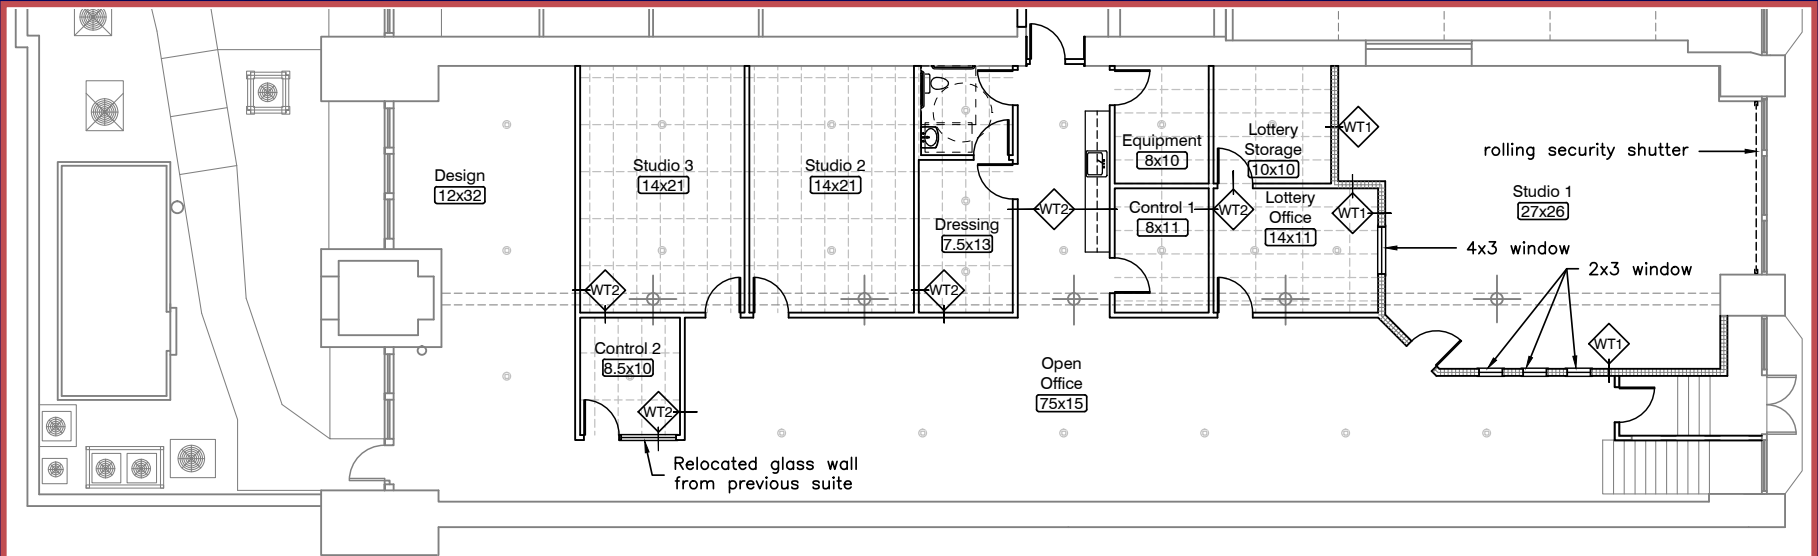 Design
12x32
Studio 3
14x21
Studio 2
14x21
Dressing
7.5x13
Equipment
8x10
Lottery
Storage
10x10
Control 1
8x11
Lottery
Office
14x11
Studio 1
27x26
rolling security shutter
4x3 window
2x3 window
WT1
WT1
WT1
WT2
WT2
WT2
WT2
WT2
Control 2
8.5x10
Open
Office
75x15
Relocated glass wall
from previous suite